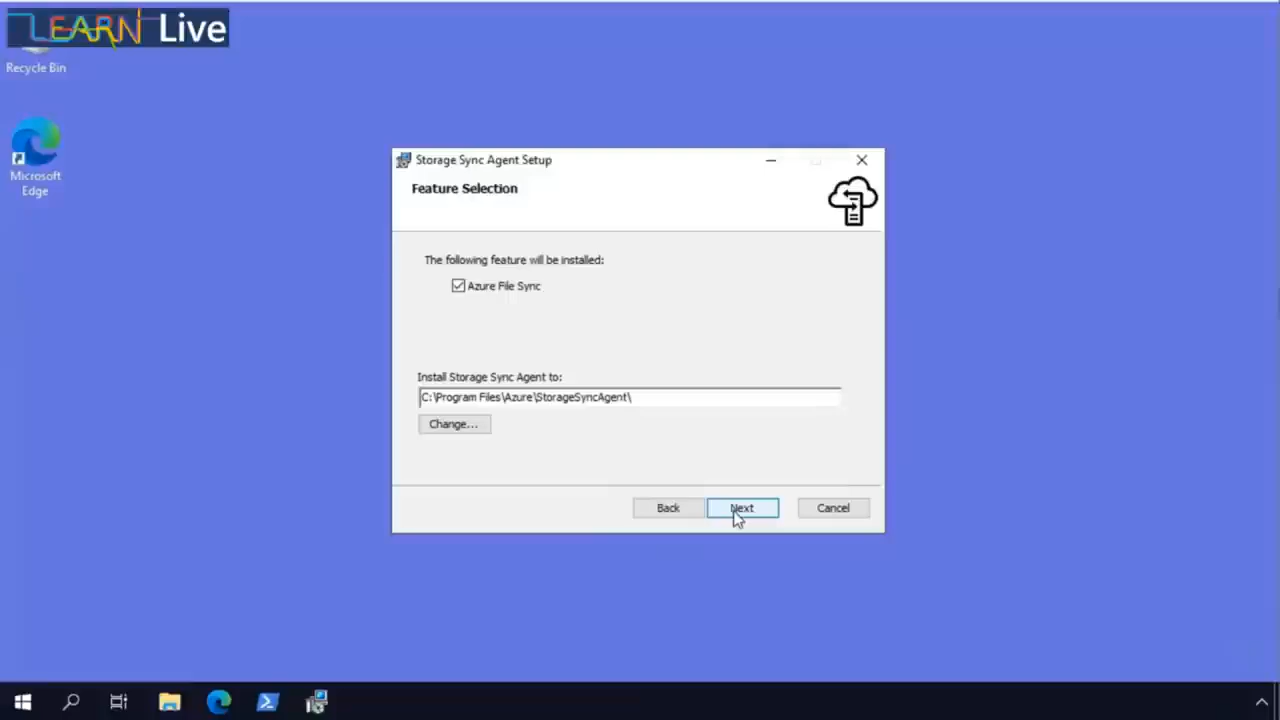 LEARN Live
Recycle Bin
Microsoft
Edge
Storage Sync Agent Setup
Feature Selection
The following feature will be installed:
Azure File Sync
Install Storage Sync Agent to:
C:\Program Files\Azure\StorageSyncAgent\
Change...
Back
Next
Cancel